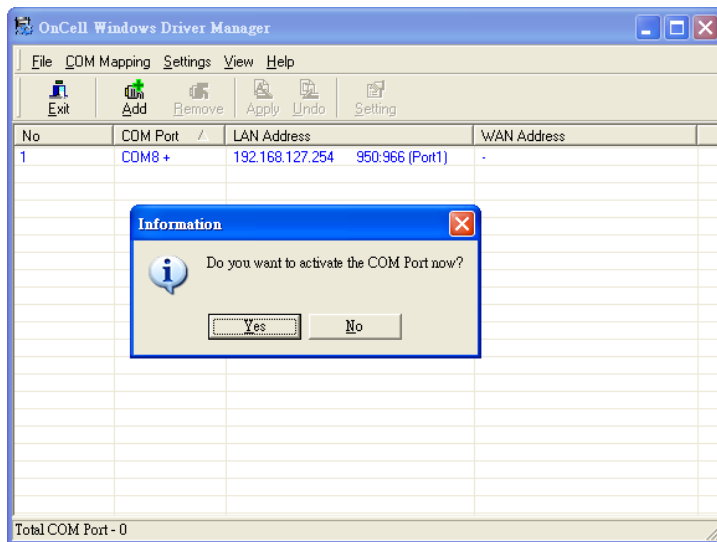 OnCell Windows Driver Manager
File COM Mapping Settings View Help
Exit Add Remove Apply Undo Setting
No COM Port LAN Address WAN Address
1 COM8 + 192.168.127.254 950:966 (Port1) -
Information
Do you want to activate the COM Port now?
Yes No
Total COM Port - 0